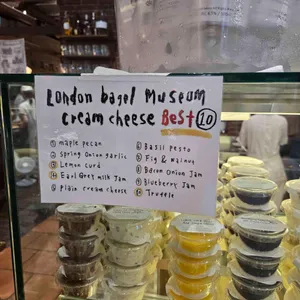 London bagel Museum
cream cheese Best 10
① maple pecan
② Spring Onion garlic
③ Lemon curd
④ Earl Grey milk Jam
⑤ plain cream cheese
⑥ Basil pesto
⑦ Fig & walnut
⑧ Bacon Onion Jam
⑨ Blueberry Jam
⑩ Truffle